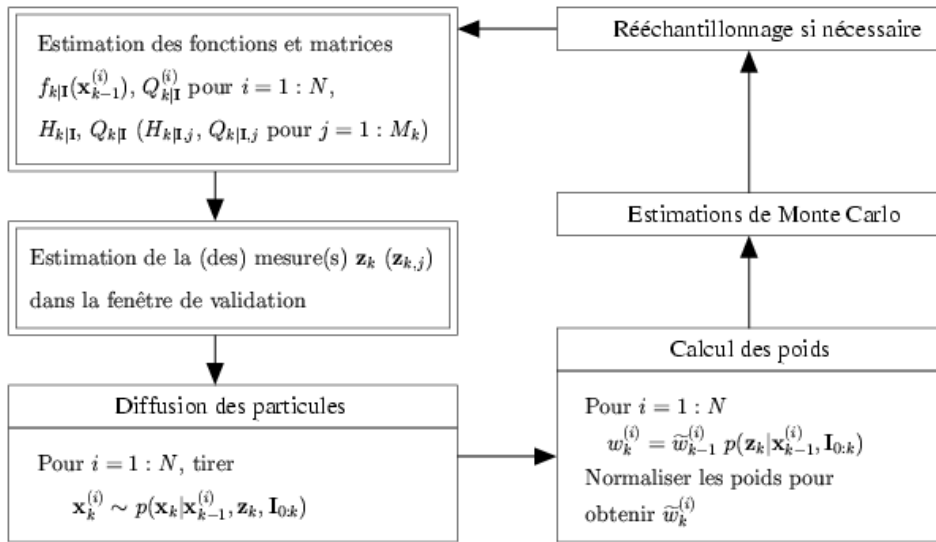 Estimation des fonctions et matrices
f_{k|I}(x_{k-1}^{(i)}), Q_{k|I}^{(i)} pour i = 1 : N,
H_{k|I}, Q_{k|I} (H_{k|I,j}, Q_{k|I,j} pour j = 1 : M_k)
Estimation de la (des) mesure(s) z_k (z_{k,j})
dans la fenêtre de validation
Diffusion des particules
Pour i = 1 : N, tirer
x_k^{(i)} ∼ p(x_k|x_{k-1}^{(i)}, z_k, I_{0:k})
Calcul des poids
Pour i = 1 : N
w_k^{(i)} = w̃_{k-1}^{(i)} p(z_k|x_{k-1}^{(i)}, I_{0:k})
Normaliser les poids pour
obtenir w̃_k^{(i)}
Estimations de Monte Carlo
Rééchantillonnage si nécessaire